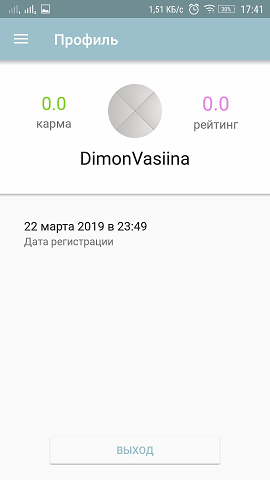 1,51 КБ/с 30% 17:41
Профиль
0.0 0.0
карма рейтинг
DimonVasiina
22 марта 2019 в 23:49
Дата регистрации
ВЫХОД